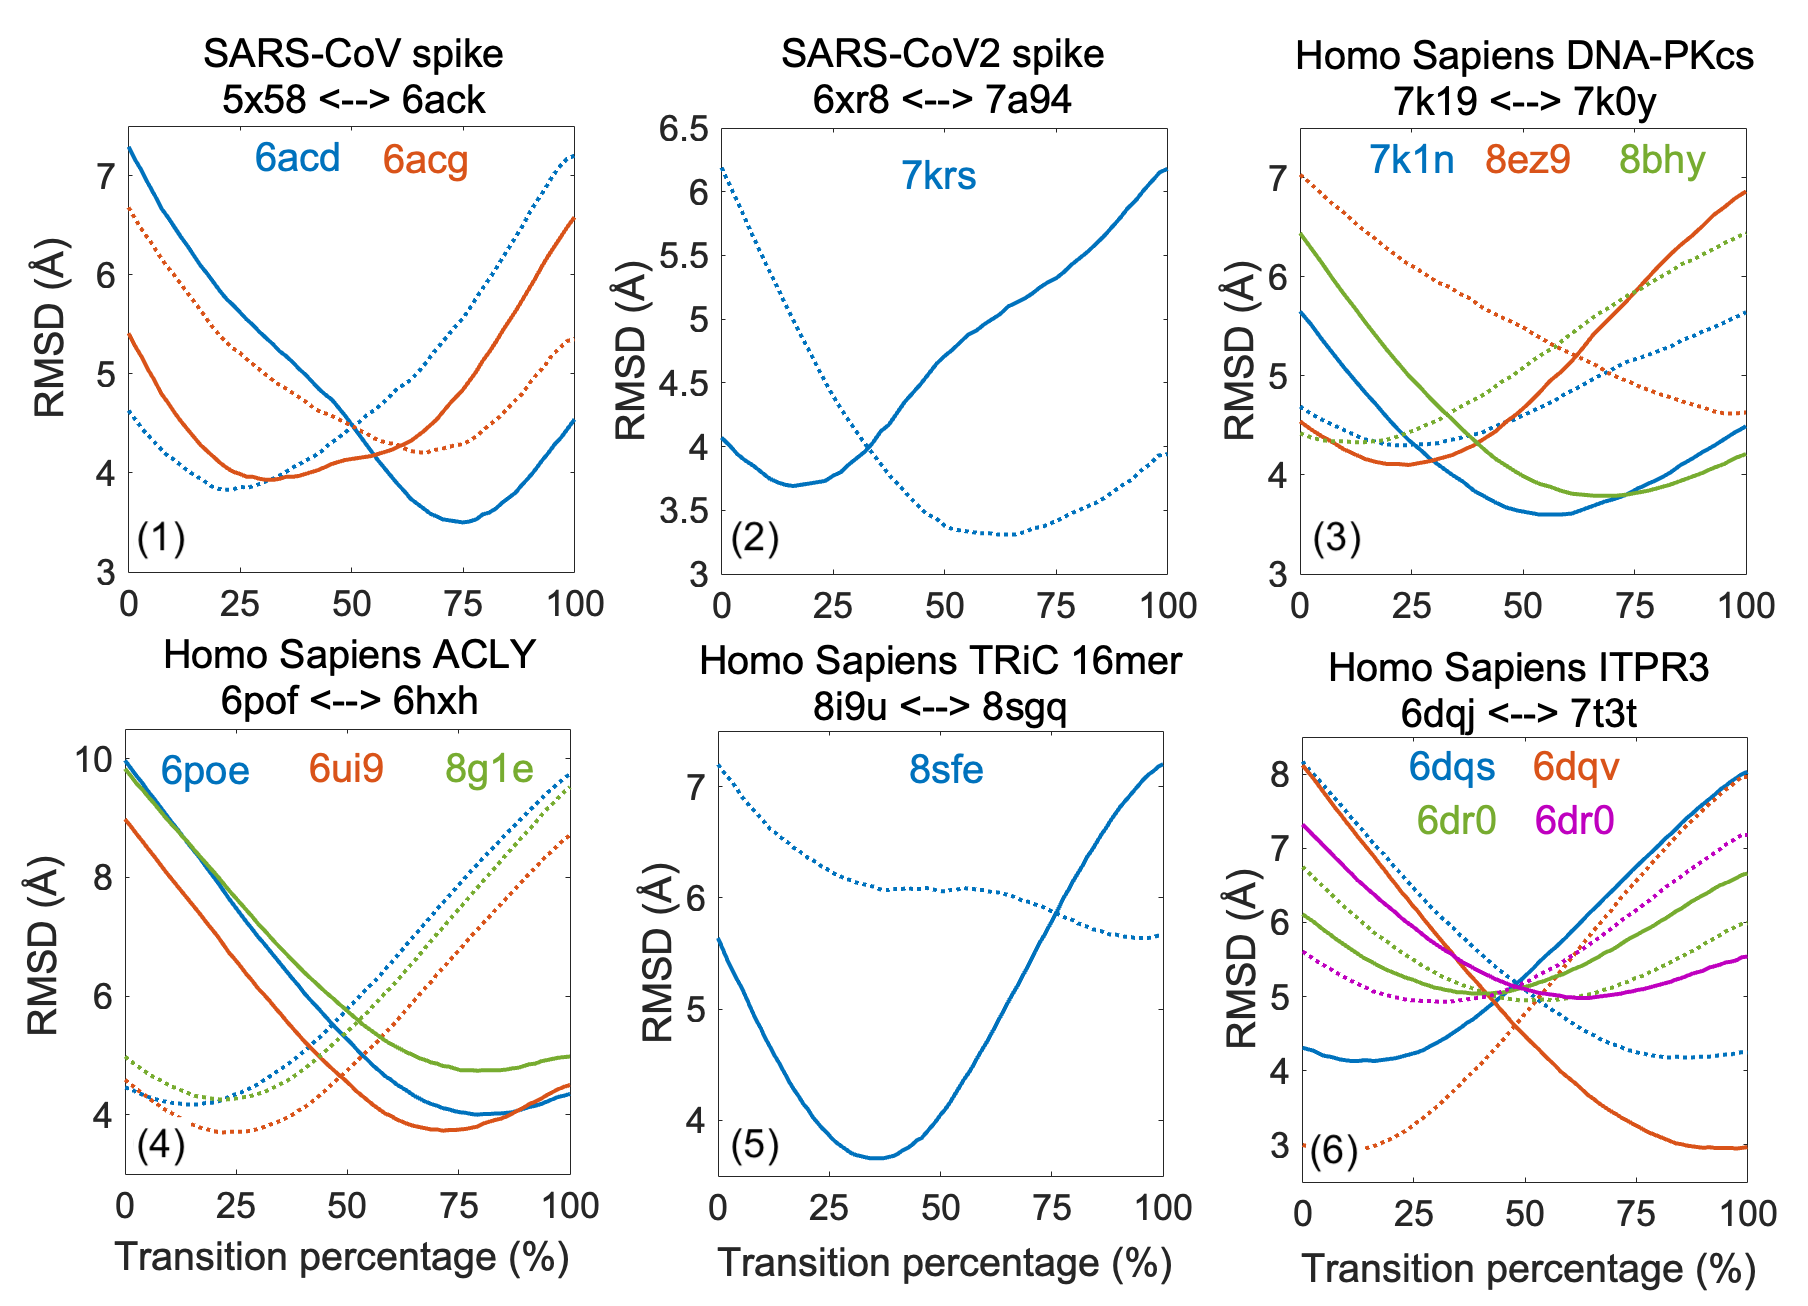 SARS-CoV spike
5x58 <--> 6ack
6acd 6acg
RMSD (Å)
7
6
5
4
3
(1)
0 25 50 75 100
SARS-CoV2 spike
6xr8 <--> 7a94
7krs
RMSD (Å)
6.5
6
5.5
5
4.5
4
3.5
3
(2)
0 25 50 75 100
Homo Sapiens DNA-PKcs
7k19 <--> 7k0y
7k1n 8ez9 8bhy
RMSD (Å)
7
6
5
4
3
(3)
0 25 50 75 100
Homo Sapiens ACLY
6pof <--> 6hxh
6poe 6ui9 8g1e
RMSD (Å)
10
8
6
4
(4)
0 25 50 75 100
Transition percentage (%)
Homo Sapiens TRiC 16mer
8i9u <--> 8sgq
8sfe
RMSD (Å)
7
6
5
4
(5)
0 25 50 75 100
Transition percentage (%)
Homo Sapiens ITPR3
6dqj <--> 7t3t
6dqs 6dqv
6dr0 6dr0
RMSD (Å)
8
7
6
5
4
3
(6)
0 25 50 75 100
Transition percentage (%)